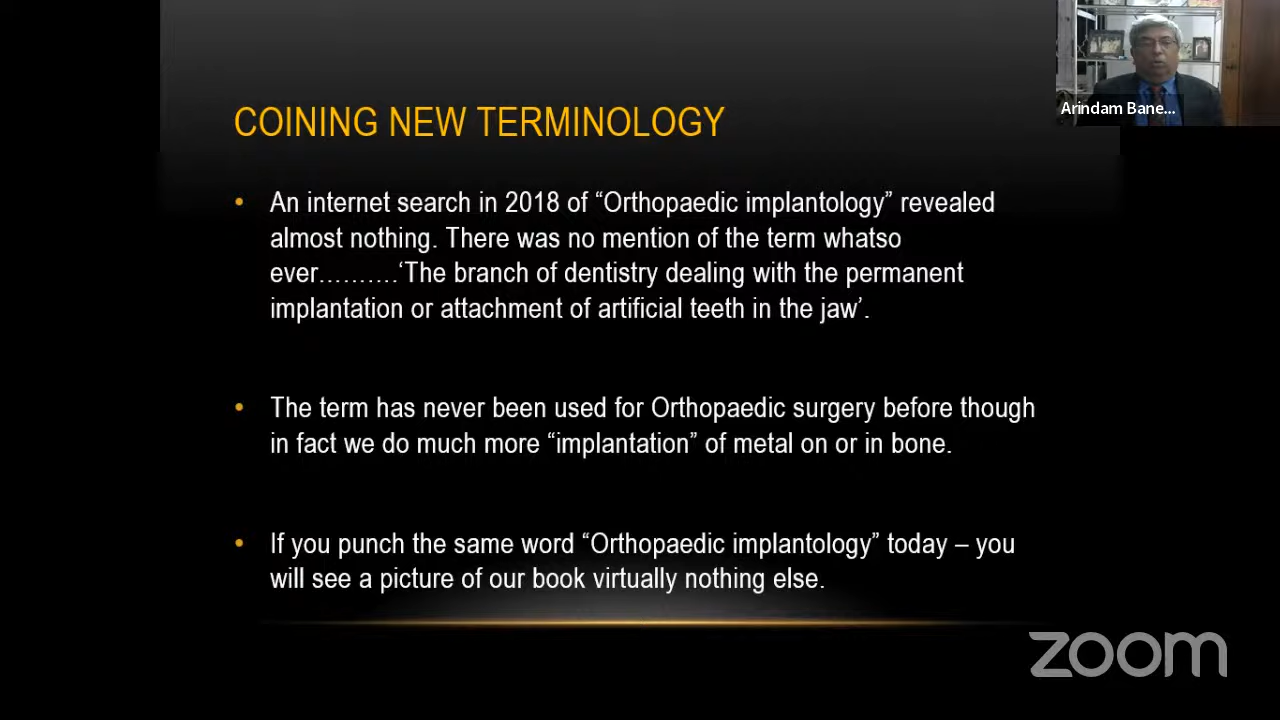 COINING NEW TERMINOLOGY
Arindam Bane...
• An internet search in 2018 of “Orthopaedic implantology” revealed
almost nothing. There was no mention of the term whatso
ever……….‘The branch of dentistry dealing with the permanent
implantation or attachment of artificial teeth in the jaw’.
• The term has never been used for Orthopaedic surgery before though
in fact we do much more “implantation” of metal on or in bone.
• If you punch the same word “Orthopaedic implantology” today – you
will see a picture of our book virtually nothing else.
zoom